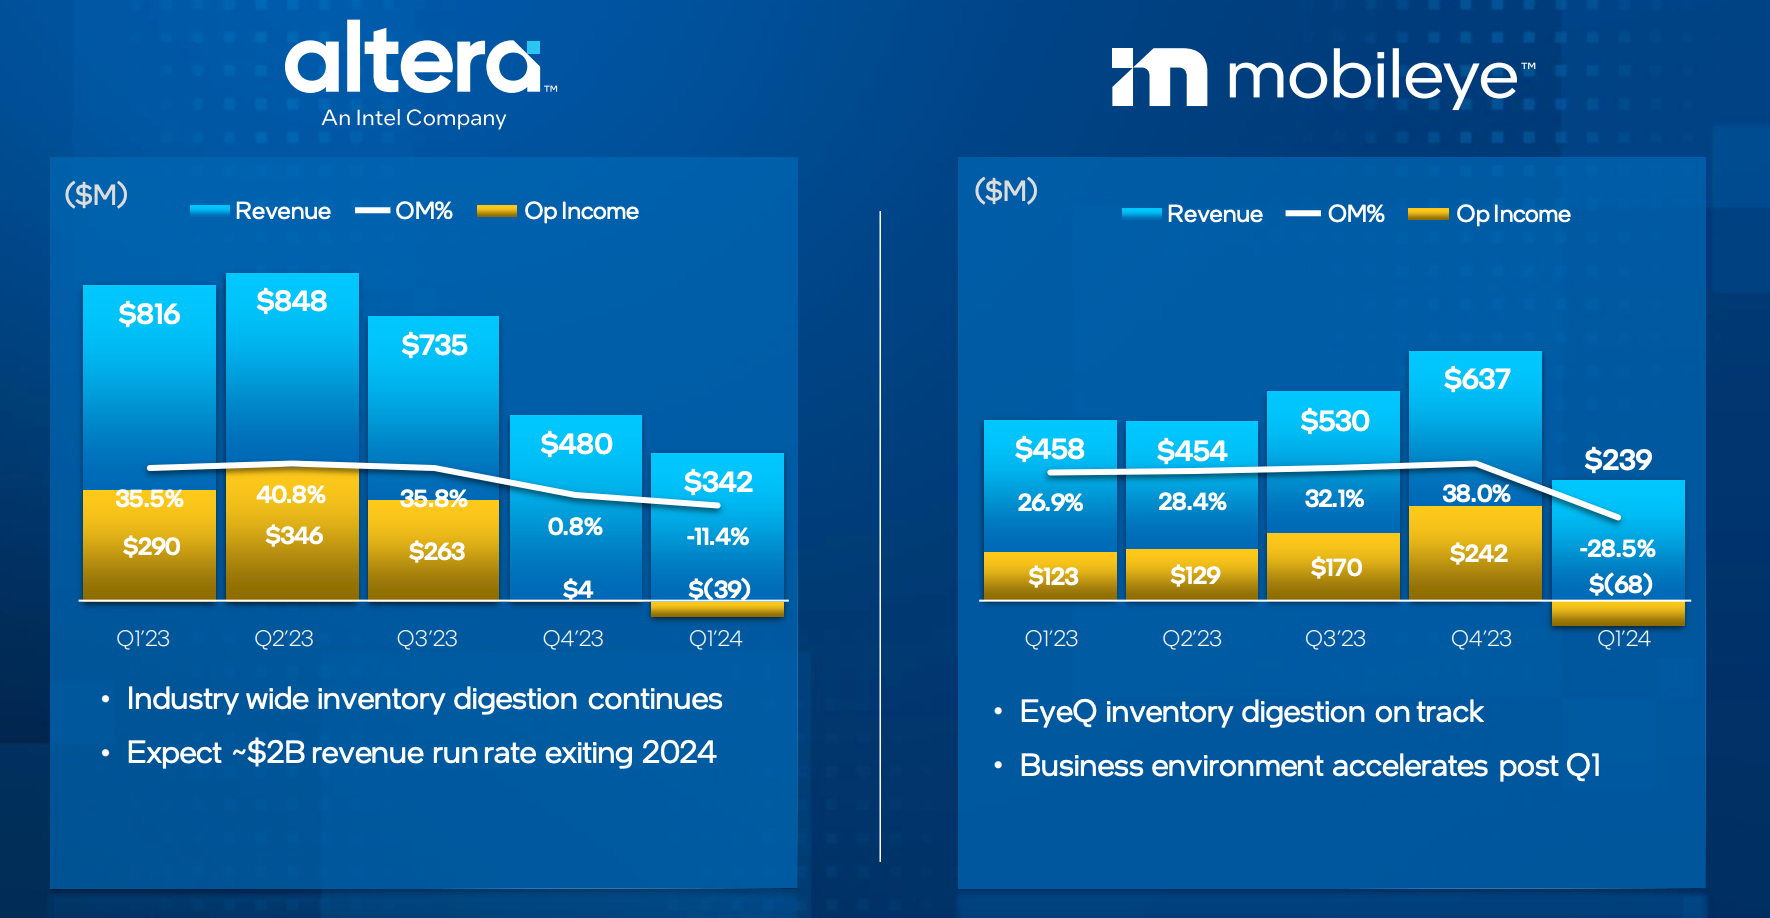 altera™
An Intel Company
($M)
Revenue OM% Op Income
$816 $848 $735 $480 $342
35.5% 40.8% 35.8% 0.8% -11.4%
$290 $346 $263 $4 $(39)
Q1'23 Q2'23 Q3'23 Q4'23 Q1'24
• Industry wide inventory digestion continues
• Expect ~$2B revenue run rate exiting 2024
mobileye™
($M)
Revenue OM% Op Income
$458 $454 $530 $637 $239
26.9% 28.4% 32.1% 38.0% -28.5%
$123 $129 $170 $242 $(68)
Q1'23 Q2'23 Q3'23 Q4'23 Q1'24
• EyeQ inventory digestion on track
• Business environment accelerates post Q1